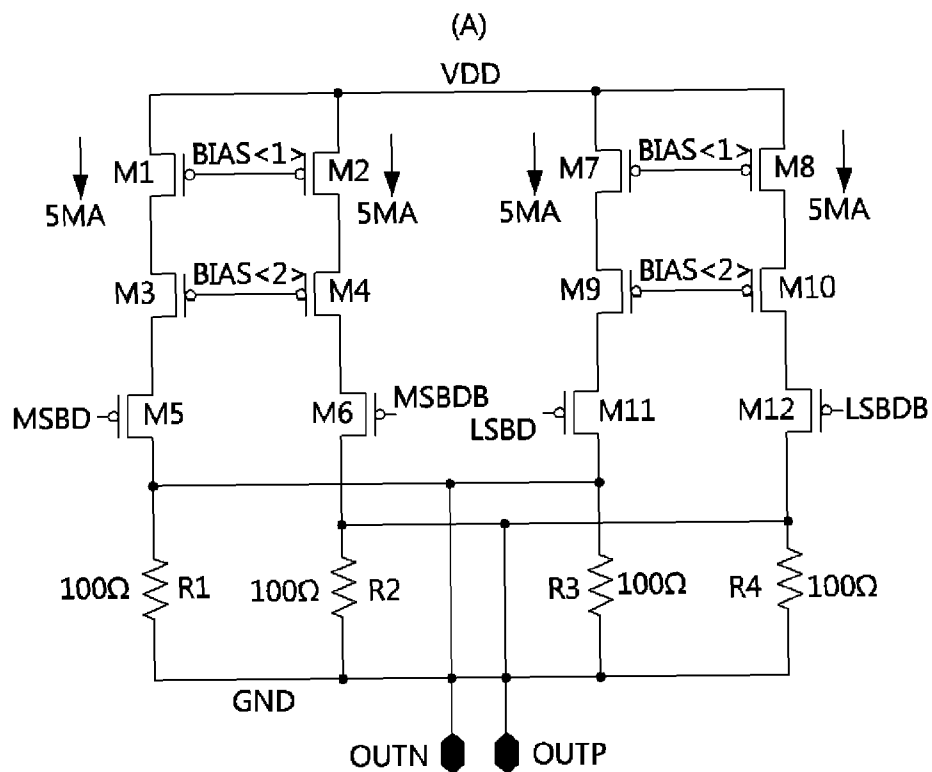 (A)
VDD
M1 BIAS<1> M2 M7 BIAS<1> M8
5MA 5MA 5MA 5MA
M3 BIAS<2> M4 M9 BIAS<2> M10
MSBD M5 M6 MSBDB LSBD M11 M12 LSBDB
100Ω R1 100Ω R2 R3 100Ω R4 100Ω
GND
OUTN OUTP